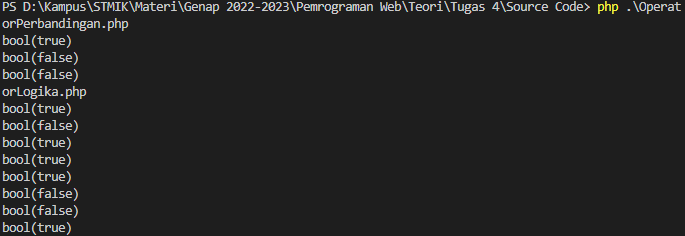 PS D:\Kampus\STMIK\Materi\Genap 2022-2023\Pemrograman Web\Teori\Tugas 4\Source Code> php .\Operat
orPerbandingan.php
bool(true)
bool(false)
bool(false)
orLogika.php
bool(true)
bool(false)
bool(true)
bool(true)
bool(true)
bool(false)
bool(false)
bool(true)